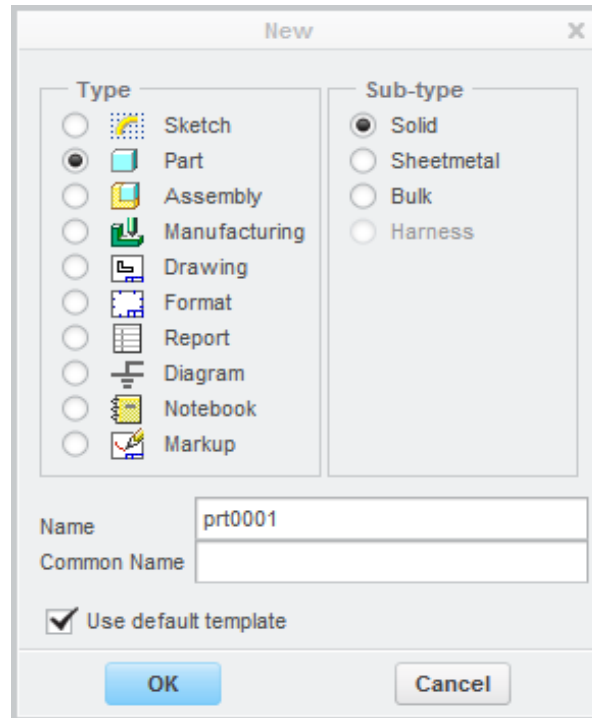 New
Type
Sketch
Part
Assembly
Manufacturing
Drawing
Format
Report
Diagram
Notebook
Markup
Sub-type
Solid
Sheetmetal
Bulk
Harness
Name prt0001
Common Name
Use default template
OK Cancel